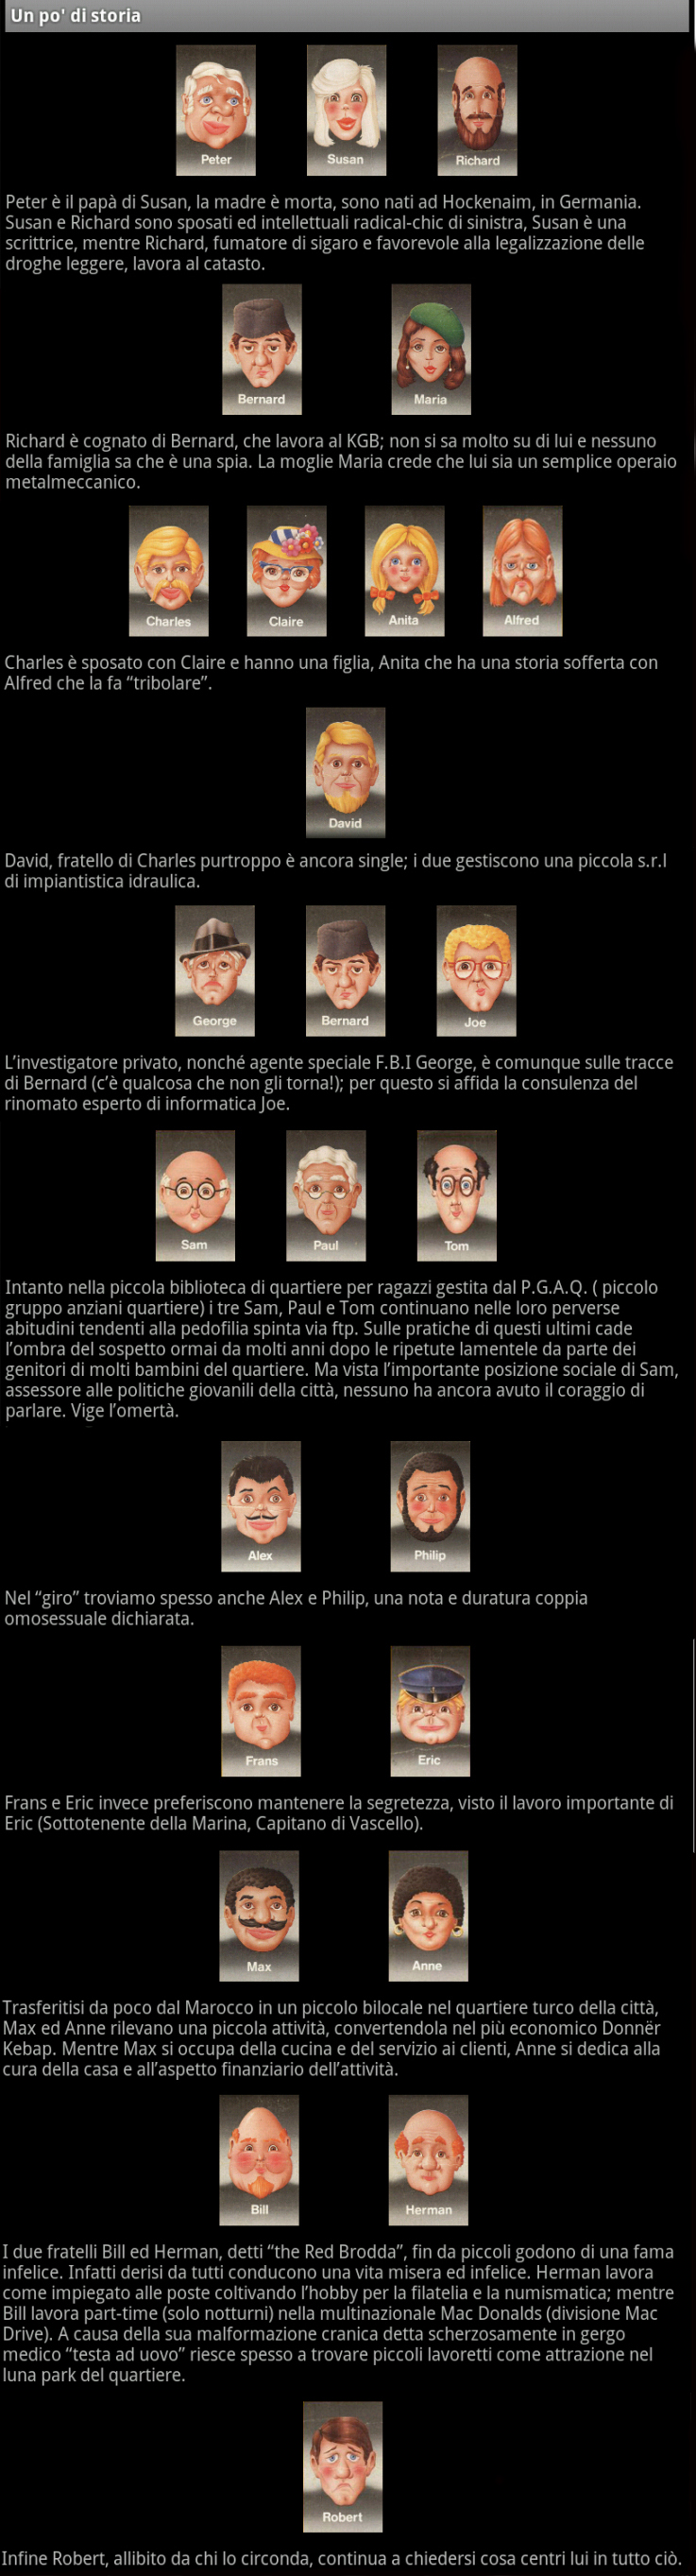 Un po' di storia
Peter Susan Richard
Peter è il papà di Susan, la madre è morta, sono nati ad Hockenaim, in Germania.
Susan e Richard sono sposati ed intellettuali radical-chic di sinistra, Susan è una
scrittrice, mentre Richard, fumatore di sigaro e favorevole alla legalizzazione delle
droghe leggere, lavora al catasto.
Bernard Maria
Richard è cognato di Bernard, che lavora al KGB; non si sa molto su di lui e nessuno
della famiglia sa che è una spia. La moglie Maria crede che lui sia un semplice operaio
metalmeccanico.
Charles Claire Anita Alfred
Charles è sposato con Claire e hanno una figlia, Anita che ha una storia sofferta con
Alfred che la fa “tribolare”.
David
David, fratello di Charles purtroppo è ancora single; i due gestiscono una piccola s.r.l
di impiantistica idraulica.
George Bernard Joe
L’investigatore privato, nonché agente speciale F.B.I George, è comunque sulle tracce
di Bernard (c’è qualcosa che non gli torna!); per questo si affida la consulenza del
rinomato esperto di informatica Joe.
Sam Paul Tom
Intanto nella piccola biblioteca di quartiere per ragazzi gestita dal P.G.A.Q. ( piccolo
gruppo anziani quartiere) i tre Sam, Paul e Tom continuano nelle loro perverse
abitudini tendenti alla pedofilia spinta via ftp. Sulle pratiche di questi ultimi cade
l’ombra del sospetto ormai da molti anni dopo le ripetute lamentele da parte dei
genitori di molti bambini del quartiere. Ma vista l’importante posizione sociale di Sam,
assessore alle politiche giovanili della città, nessuno ha ancora avuto il coraggio di
parlare. Vige l’omertà.
Alex Philip
Nel “giro” troviamo spesso anche Alex e Philip, una nota e duratura coppia
omosessuale dichiarata.
Frans Eric
Frans e Eric invece preferiscono mantenere la segretezza, visto il lavoro importante di
Eric (Sottotenente della Marina, Capitano di Vascello).
Max Anne
Trasferitisi da poco dal Marocco in un piccolo bilocale nel quartiere turco della città,
Max ed Anne rilevano una piccola attività, convertendola nel più economico Donnër
Kebap. Mentre Max si occupa della cucina e del servizio ai clienti, Anne si dedica alla
cura della casa e all’aspetto finanziario dell’attività.
Bill Herman
I due fratelli Bill ed Herman, detti “the Red Brodda”, fin da piccoli godono di una fama
infelice. Infatti derisi da tutti conducono una vita misera ed infelice. Herman lavora
come impiegato alle poste coltivando l’hobby per la filatelia e la numismatica; mentre
Bill lavora part-time (solo notturni) nella multinazionale Mac Donalds (divisione Mac
Drive). A causa della sua malformazione cranica detta scherzosamente in gergo
medico “testa ad uovo” riesce spesso a trovare piccoli lavoretti come attrazione nel
luna park del quartiere.
Robert
Infine Robert, allibito da chi lo circonda, continua a chiedersi cosa centri lui in tutto ciò.